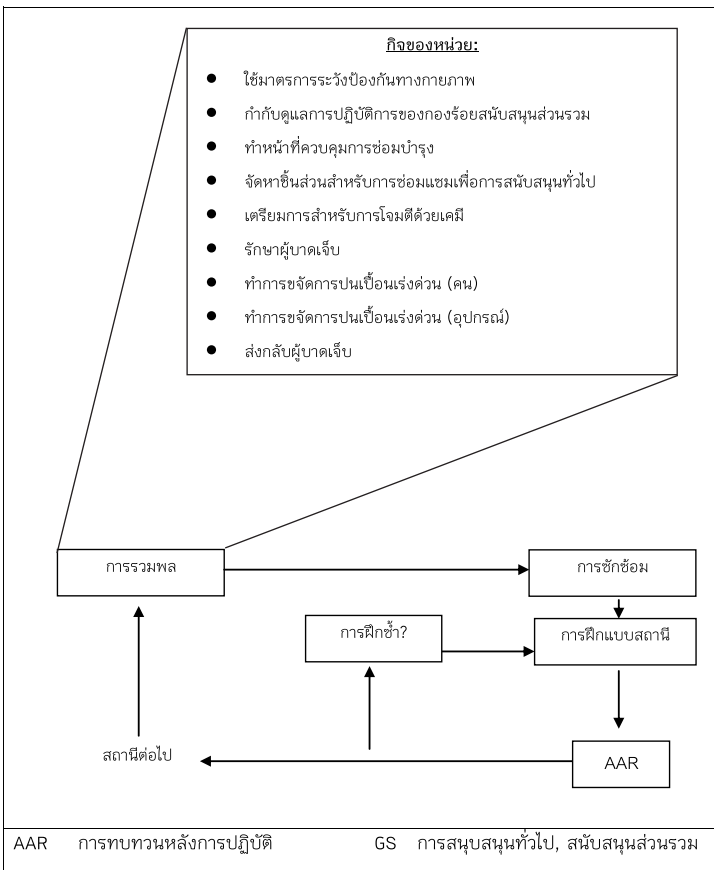 กิจของหน่วย:
● ใช้มาตรการระวังป้องกันทางกายภาพ
● กำกับดูแลการปฏิบัติการของกองร้อยสนับสนุนส่วนรวม
● ทำหน้าที่ควบคุมการซ่อมบำรุง
● จัดหาชิ้นส่วนสำหรับการซ่อมแซมเพื่อการสนับสนุนทั่วไป
● เตรียมการสำหรับการโจมตีด้วยเคมี
● รักษาผู้บาดเจ็บ
● ทำการขจัดการปนเปื้อนเร่งด่วน (คน)
● ทำการขจัดการปนเปื้อนเร่งด่วน (อุปกรณ์)
● ส่งกลับผู้บาดเจ็บ
การรวมพล
การซักซ้อม
การฝึกซ้ำ?
การฝึกแบบสถานี
สถานีต่อไป
AAR
AAR การทบทวนหลังการปฏิบัติ GS การสนุบสนุนทั่วไป, สนับสนุนส่วนรวม